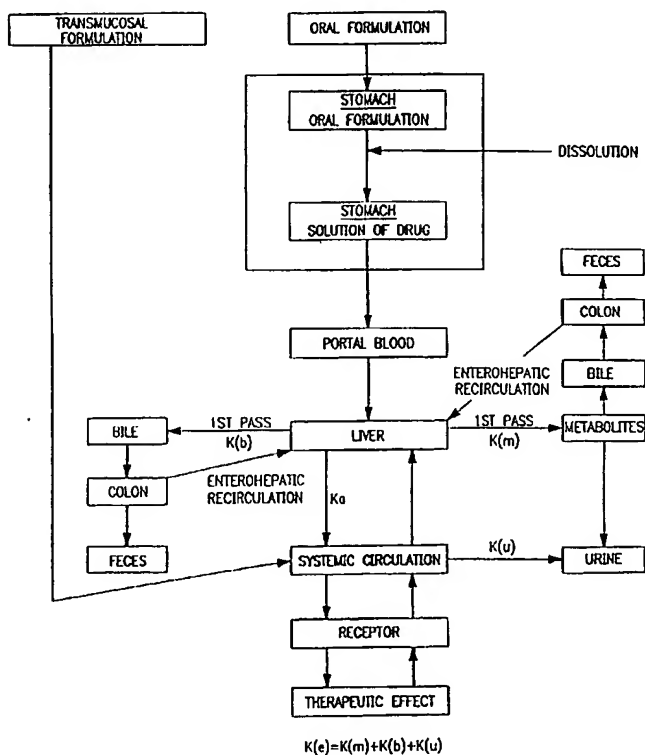 TRANSMUCOSAL
FORMULATION
ORAL FORMULATION
STOMACH
ORAL FORMULATION
DISSOLUTION
STOMACH
SOLUTION OF DRUG
FECES
COLON
PORTAL BLOOD
ENTEROHEPATIC
RECIRCULATION
BILE
BILE
1ST PASS
K(b)
LIVER
1ST PASS
K(m)
METABOLITES
COLON
ENTEROHEPATIC
RECIRCULATION
Ka
FECES
SYSTEMIC CIRCULATION
K(u)
URINE
RECEPTOR
THERAPEUTIC EFFECT
K(e)=K(m)+K(b)+K(u)